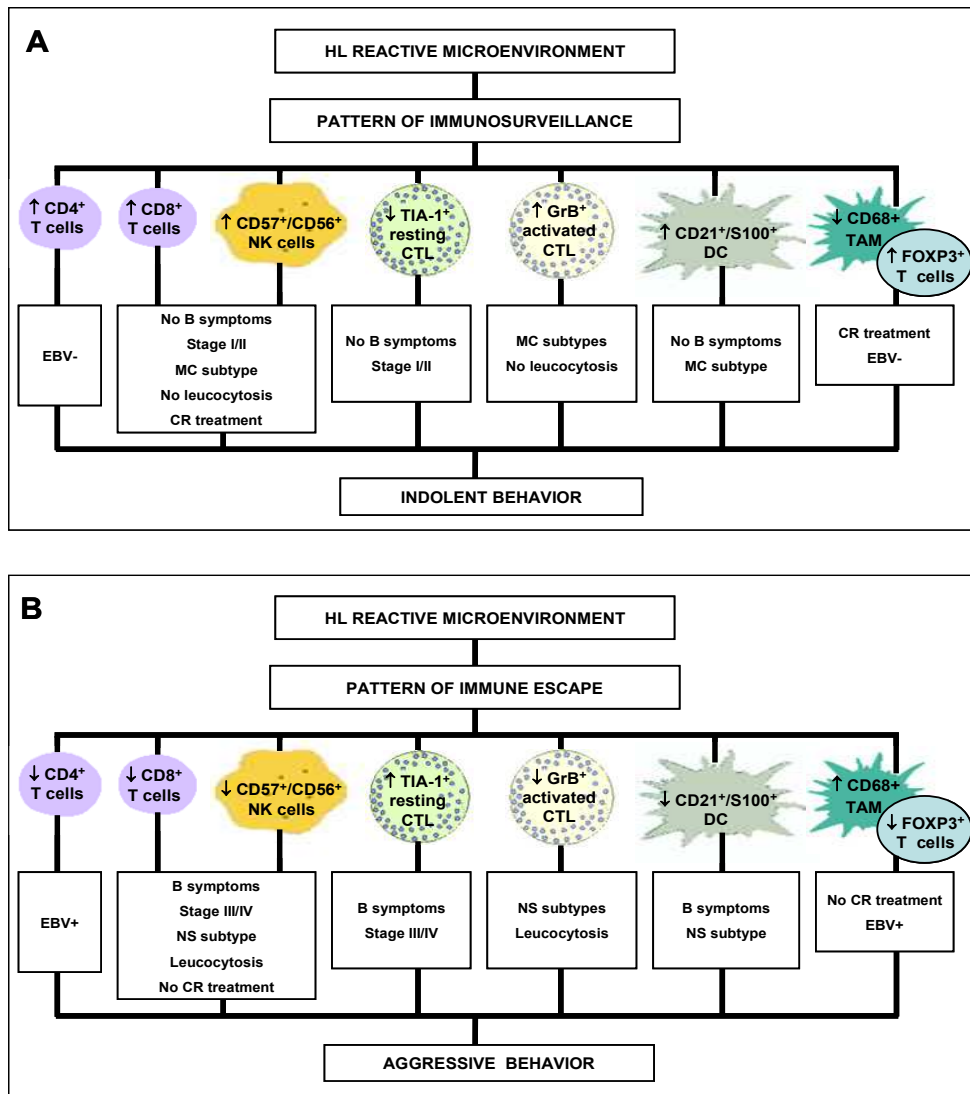 A
HL REACTIVE MICROENVIRONMENT
PATTERN OF IMMUNOSURVEILLANCE
↑ CD4⁺
T cells
↑ CD8⁺
T cells
↑ CD57⁺/CD56⁺
NK cells
↓ TIA-1⁺
resting
CTL
↑ GrB⁺
activated
CTL
↑ CD21⁺/S100⁺
DC
↓ CD68+
TAM
↑ FOXP3⁺
T cells
EBV-
No B symptoms
Stage I/II
MC subtype
No leucocytosis
CR treatment
No B symptoms
Stage I/II
MC subtypes
No leucocytosis
No B symptoms
MC subtype
CR treatment
EBV-
INDOLENT BEHAVIOR
B
HL REACTIVE MICROENVIRONMENT
PATTERN OF IMMUNE ESCAPE
↓ CD4⁺
T cells
↓ CD8⁺
T cells
↓ CD57⁺/CD56⁺
NK cells
↑ TIA-1⁺
resting
CTL
↓ GrB⁺
activated
CTL
↓ CD21⁺/S100⁺
DC
↑ CD68+
TAM
↓ FOXP3⁺
T cells
EBV+
B symptoms
Stage III/IV
NS subtype
Leucocytosis
No CR treatment
B symptoms
Stage III/IV
NS subtypes
Leucocytosis
B symptoms
NS subtype
No CR treatment
EBV+
AGGRESSIVE BEHAVIOR